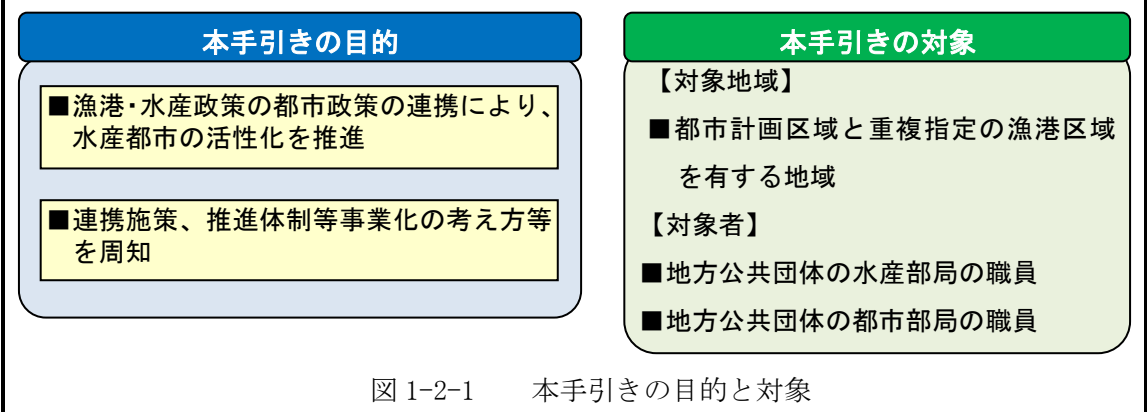 本手引きの目的
■漁港・水産政策の都市政策の連携により、
水産都市の活性化を推進
■連携施策、推進体制等事業化の考え方等
を周知
本手引きの対象
【対象地域】
■都市計画区域と重複指定の漁港区域
を有する地域
【対象者】
■地方公共団体の水産部局の職員
■地方公共団体の都市部局の職員
図 1-2-1　本手引きの目的と対象